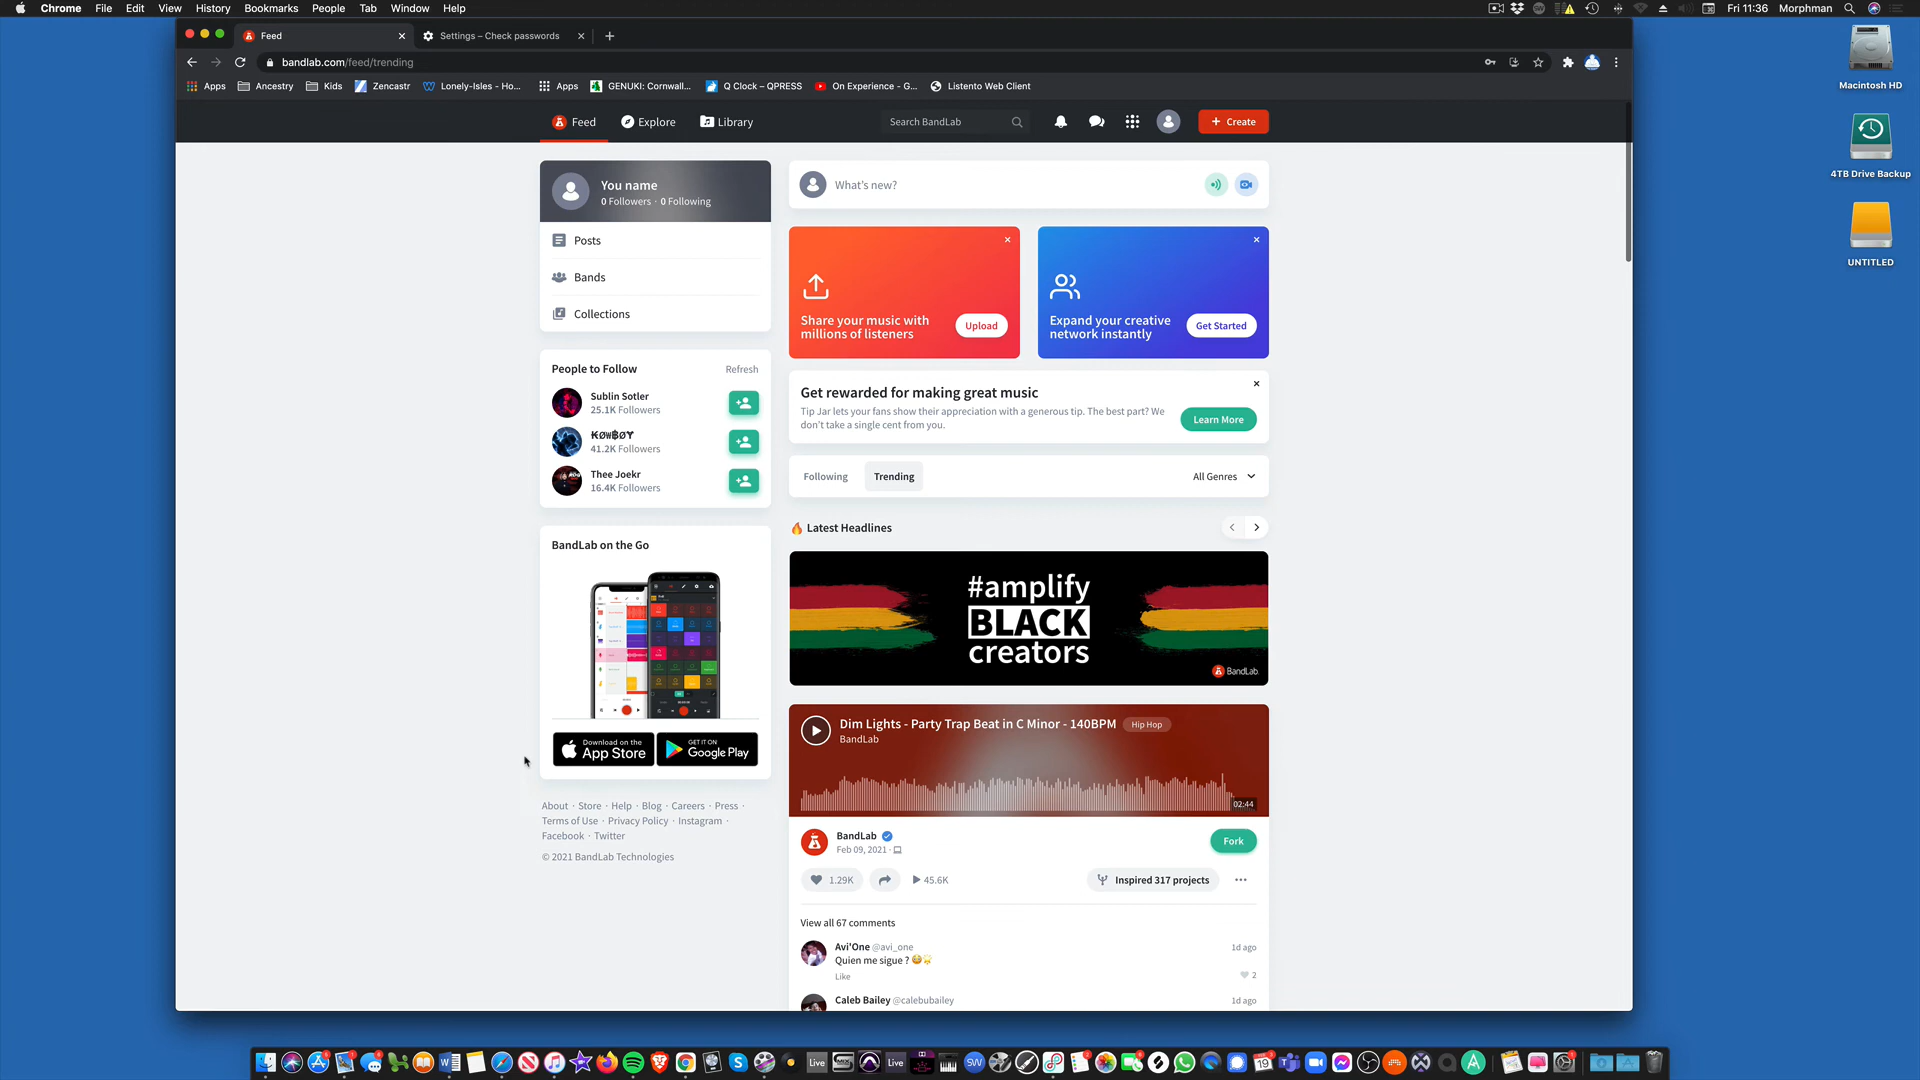 Chrome File Edit View History Bookmarks People Tab Window Help
Fri 11:36 Morphman
Feed
Settings – Check passwords
bandlab.com/feed/trending
Apps Ancestry Kids Zencastr Lonely-Isles - Ho... Apps GENUKI: Cornwall... Q Clock – QPRESS On Experience - G... Listento Web Client
Feed Explore Library
Search BandLab
+ Create
You name
0 Followers · 0 Following
Posts
Bands
Collections
People to Follow Refresh
Sublin Sotler
25.1K Followers
₭Ø₩฿ØɎ
41.2K Followers
Thee Joekr
16.4K Followers
BandLab on the Go
Download on the
App Store
GET IT ON
Google Play
About · Store · Help · Blog · Careers · Press ·
Terms of Use · Privacy Policy · Instagram ·
Facebook · Twitter
© 2021 BandLab Technologies
What's new?
Share your music with
millions of listeners
Upload
Expand your creative
network instantly
Get Started
Get rewarded for making great music
Tip Jar lets your fans show their appreciation with a generous tip. The best part? We
don't take a single cent from you.
Learn More
Following Trending All Genres
🔥 Latest Headlines
#amplify
BLACK
creators
BandLab
Dim Lights - Party Trap Beat in C Minor - 140BPM Hip Hop
BandLab
02:44
BandLab
Feb 09, 2021 ·
Fork
1.29K
45.6K
Inspired 317 projects
View all 67 comments
Avi'One @avi_one 1d ago
Quien me sigue ?
Like 2
Caleb Bailey @calebubailey 1d ago
Macintosh HD
4TB Drive Backup
UNTITLED
Live
Live
SW